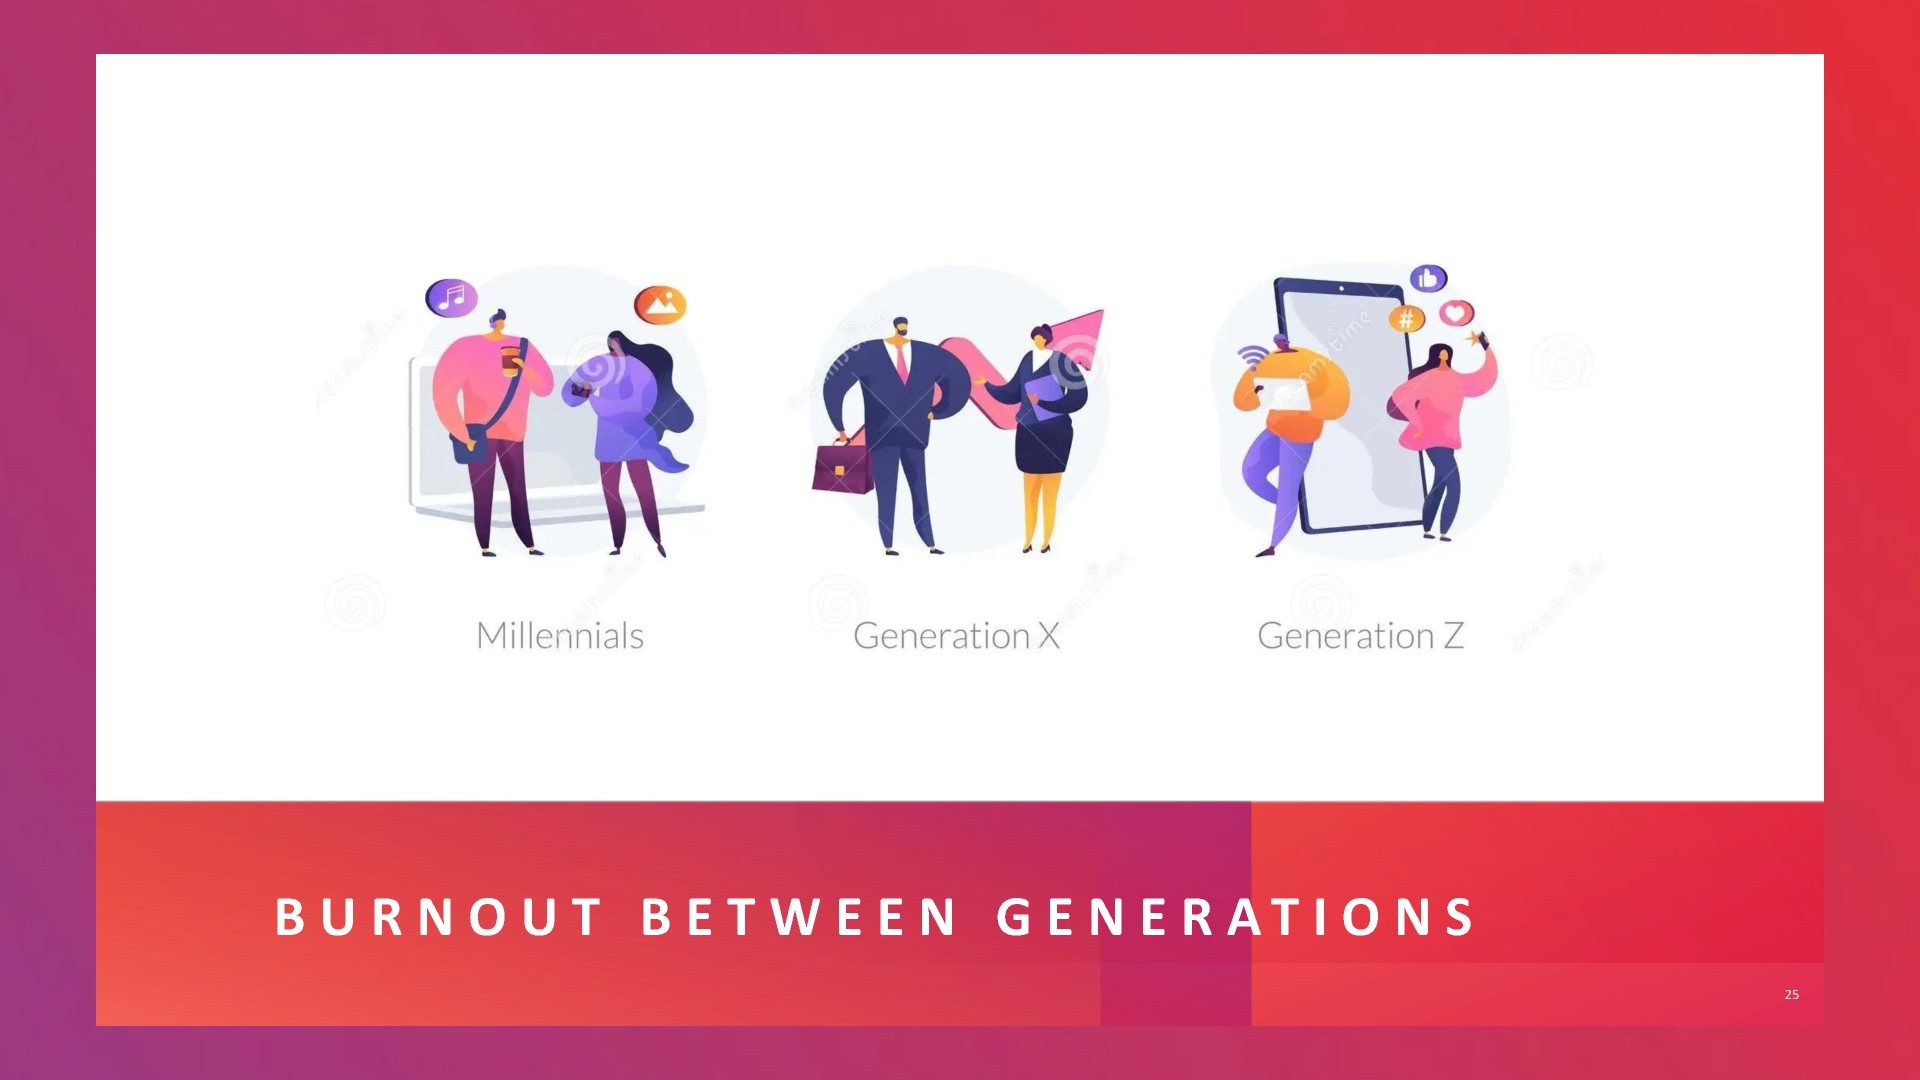 Millennials
Generation X
Generation Z
BURNOUT BETWEEN GENERATIONS
25